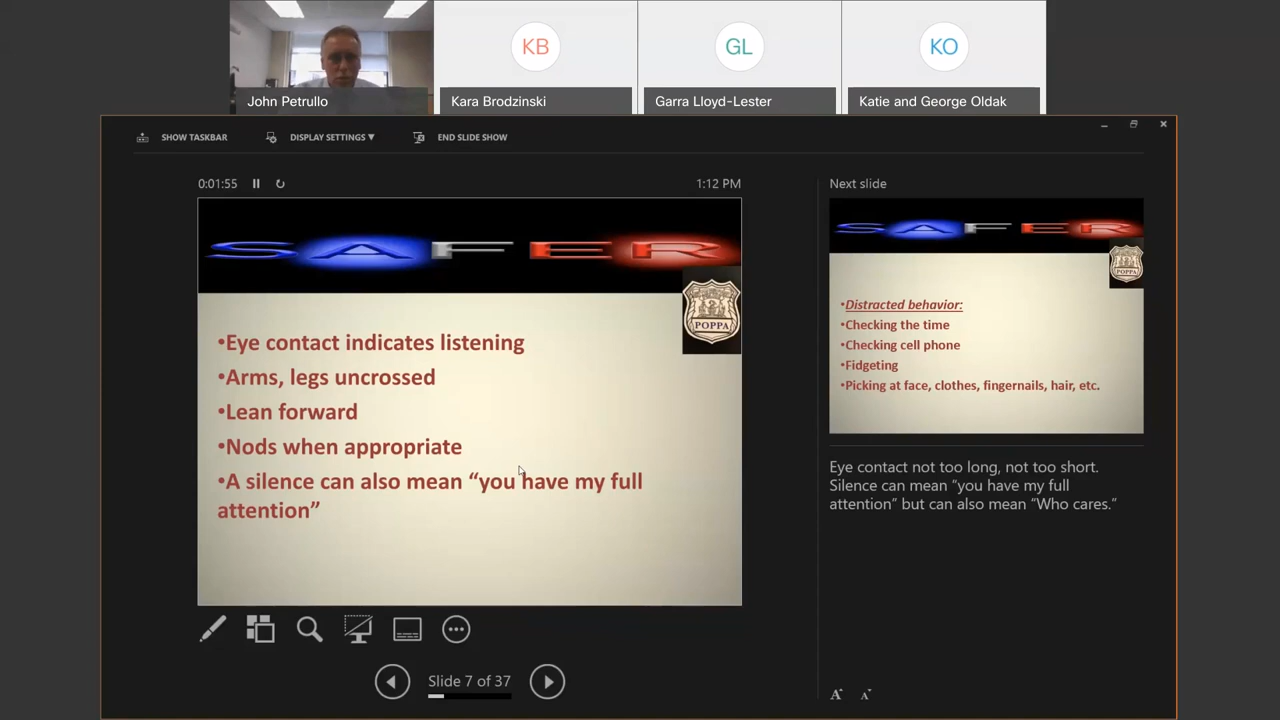 KB
GL
KO
John Petrullo
Kara Brodzinski
Garra Lloyd-Lester
Katie and George Oldak
SHOW TASKBAR
DISPLAY SETTINGS ▼
END SLIDE SHOW
0:01:55
1:12 PM
SAFER
POPPA
•Eye contact indicates listening
•Arms, legs uncrossed
•Lean forward
•Nods when appropriate
•A silence can also mean “you have my full
attention”
Slide 7 of 37
Next slide
SAFER
POPPA
•Distracted behavior:
•Checking the time
•Checking cell phone
•Fidgeting
•Picking at face, clothes, fingernails, hair, etc.
Eye contact not too long, not too short.
Silence can mean “you have my full
attention” but can also mean “Who cares.”
A A